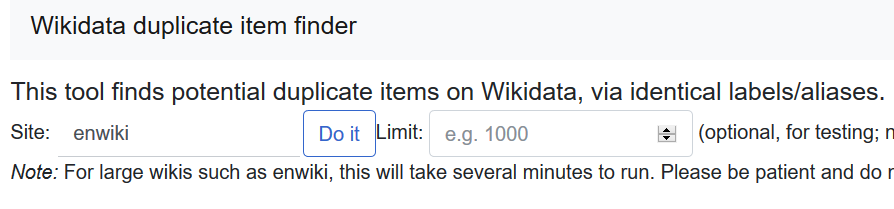 Wikidata duplicate item finder
This tool finds potential duplicate items on Wikidata, via identical labels/aliases.
Site: enwiki Do it Limit: e.g. 1000 (optional, for testing;
Note: For large wikis such as enwiki, this will take several minutes to run. Please be patient and do